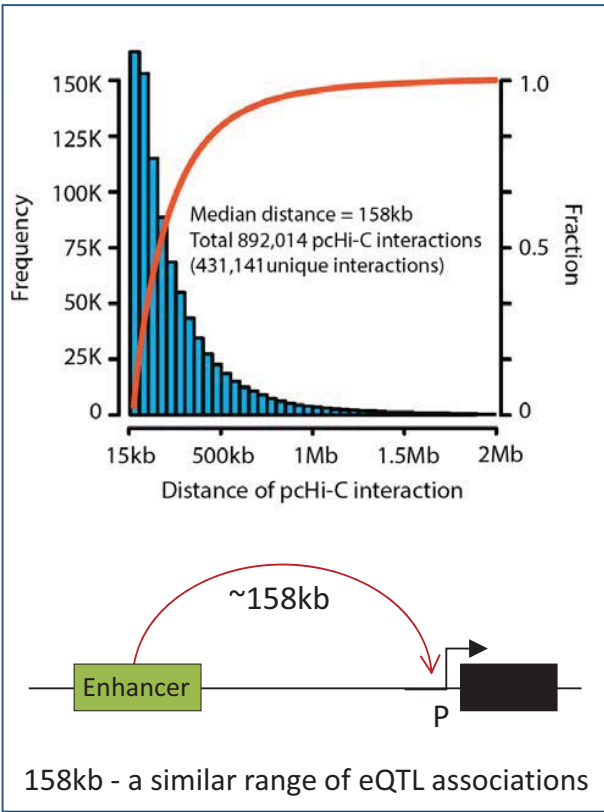 150K
125K
100K
75K
50K
25K
0
Frequency
1.0
0.5
0
Fraction
Median distance = 158kb
Total 892,014 pcHi-C interactions
(431,141unique interactions)
15kb 500kb 1Mb 1.5Mb 2Mb
Distance of pcHi-C interaction
~158kb
Enhancer
P
158kb - a similar range of eQTL associations